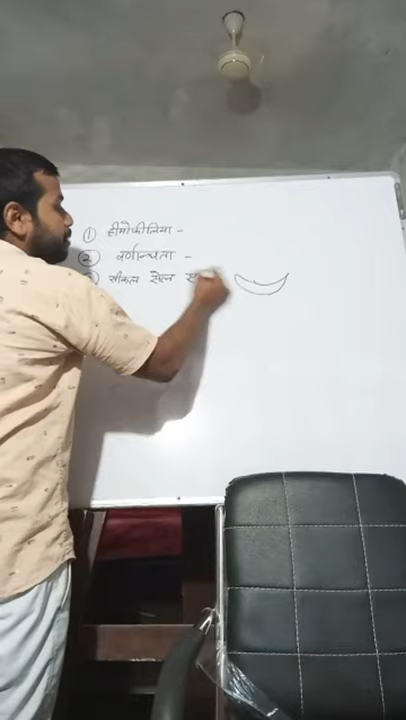 ① हीमोफीलिया -
② वर्णान्धता -
③ सीकल सेल